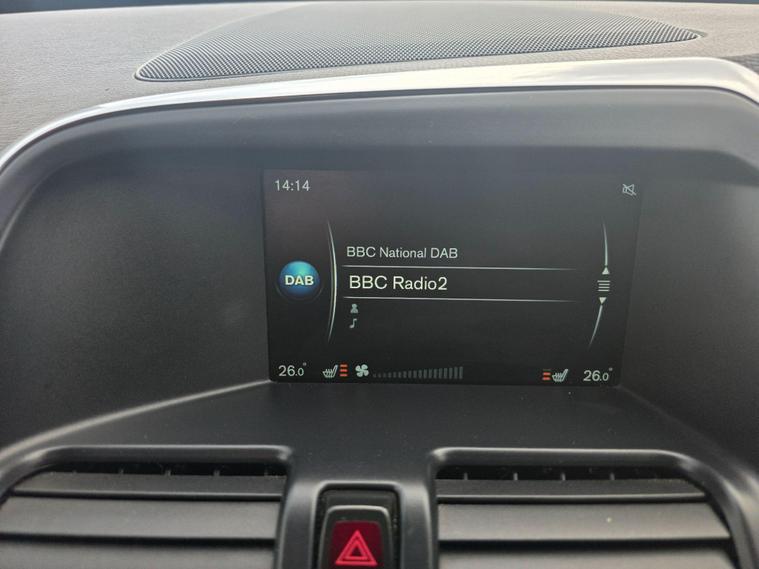 14:14
BBC National DAB
DAB
BBC Radio2
26.0°
26.0°